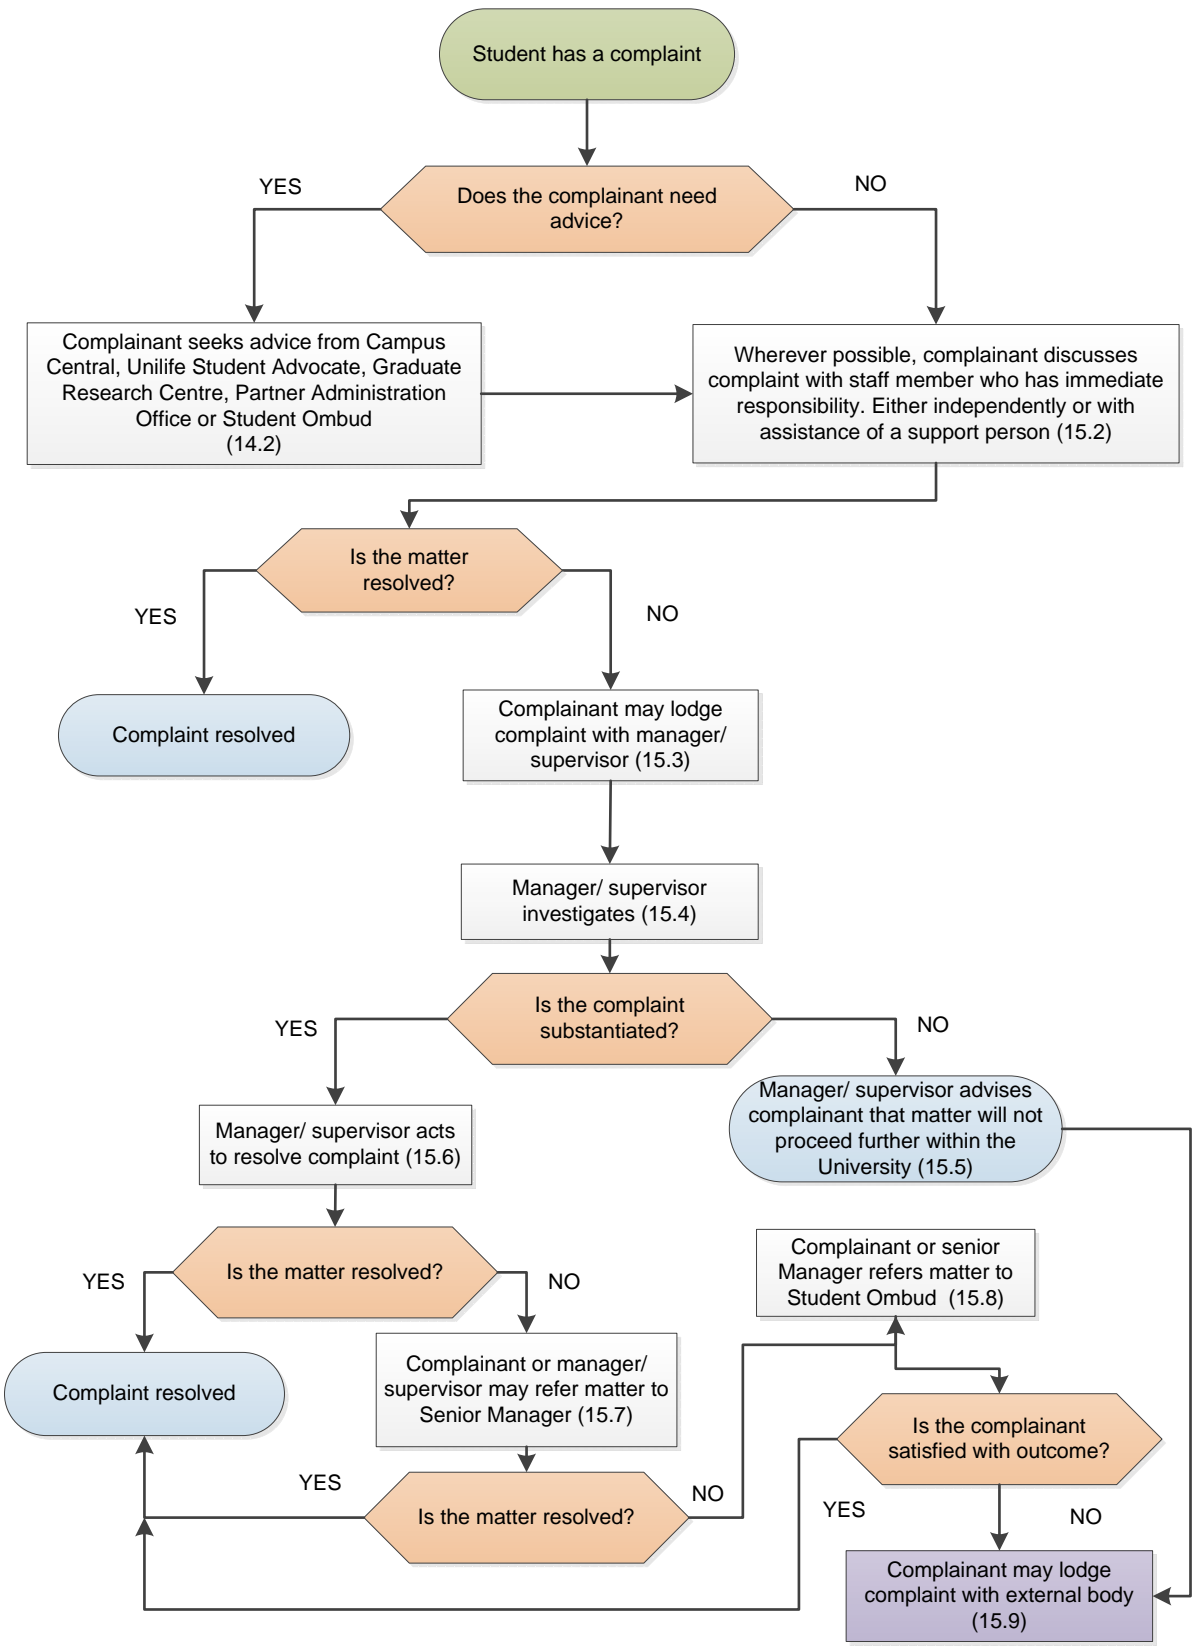 Student has a complaint
Does the complainant need
advice?
YES
NO
Complainant seeks advice from Campus
Central, Unilife Student Advocate, Graduate
Research Centre, Partner Administration
Office or Student Ombud
(14.2)
Wherever possible, complainant discusses
complaint with staff member who has immediate
responsibility. Either independently or with
assistance of a support person (15.2)
Is the matter
resolved?
YES
NO
Complaint resolved
Complainant may lodge
complaint with manager/
supervisor (15.3)
Manager/ supervisor
investigates (15.4)
Is the complaint
substantiated?
YES
NO
Manager/ supervisor advises
complainant that matter will not
proceed further within the
University (15.5)
Manager/ supervisor acts
to resolve complaint (15.6)
Is the matter resolved?
YES
NO
Complainant or senior
Manager refers matter to
Student Ombud (15.8)
Complaint resolved
Complainant or manager/
supervisor may refer matter to
Senior Manager (15.7)
Is the complainant
satisfied with outcome?
YES
NO
Is the matter resolved?
YES
NO
Complainant may lodge
complaint with external body
(15.9)